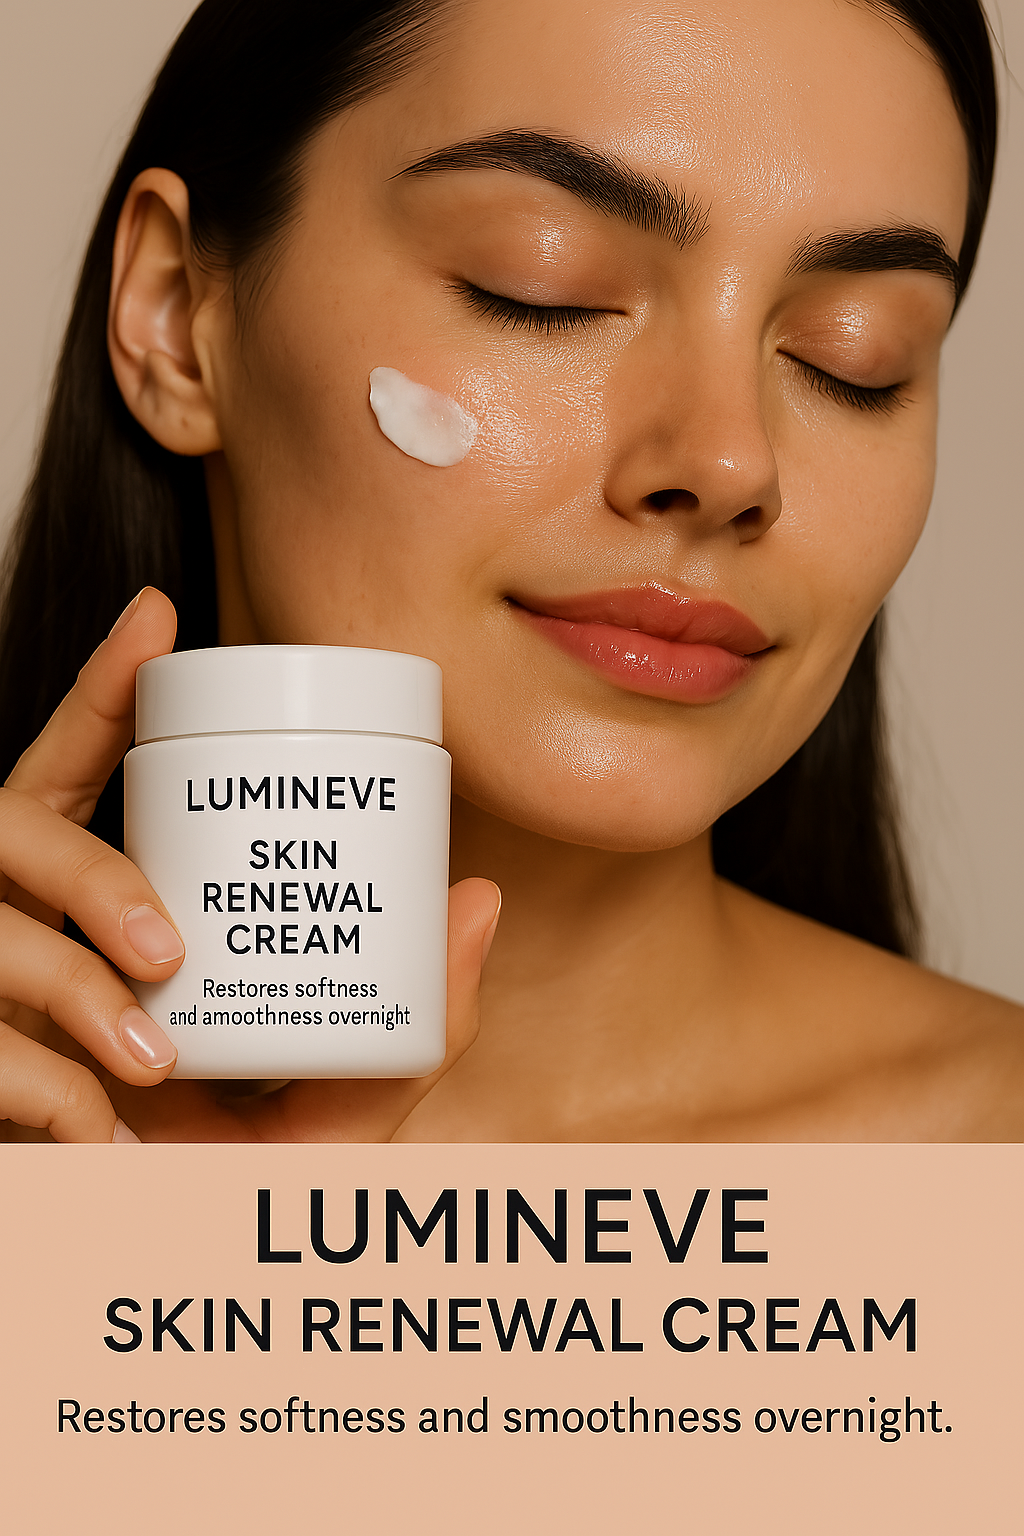 LUMINEVE
SKIN
RENEWAL
CREAM
Restores softness
and amoothness overnight
LUMINEVE
SKIN RENEWAL CREAM
Restores softness and smoothness overnight.